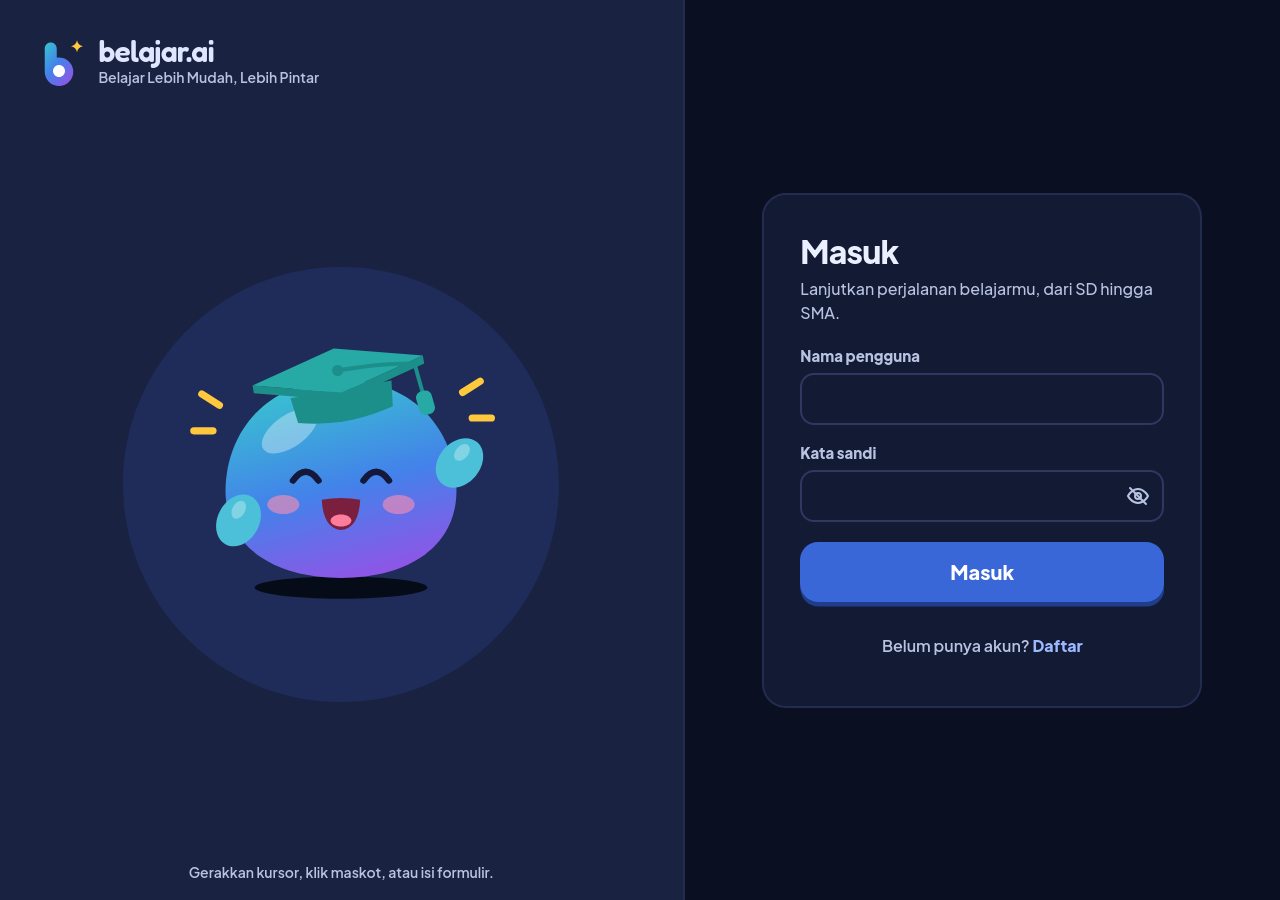 belajar.ai
Belajar Lebih Mudah, Lebih Pintar
Masuk
Lanjutkan perjalanan belajarmu, dari SD hingga
SMA.
Nama pengguna
Kata sandi
Masuk
Belum punya akun? Daftar
Gerakkan kursor, klik maskot, atau isi formulir.